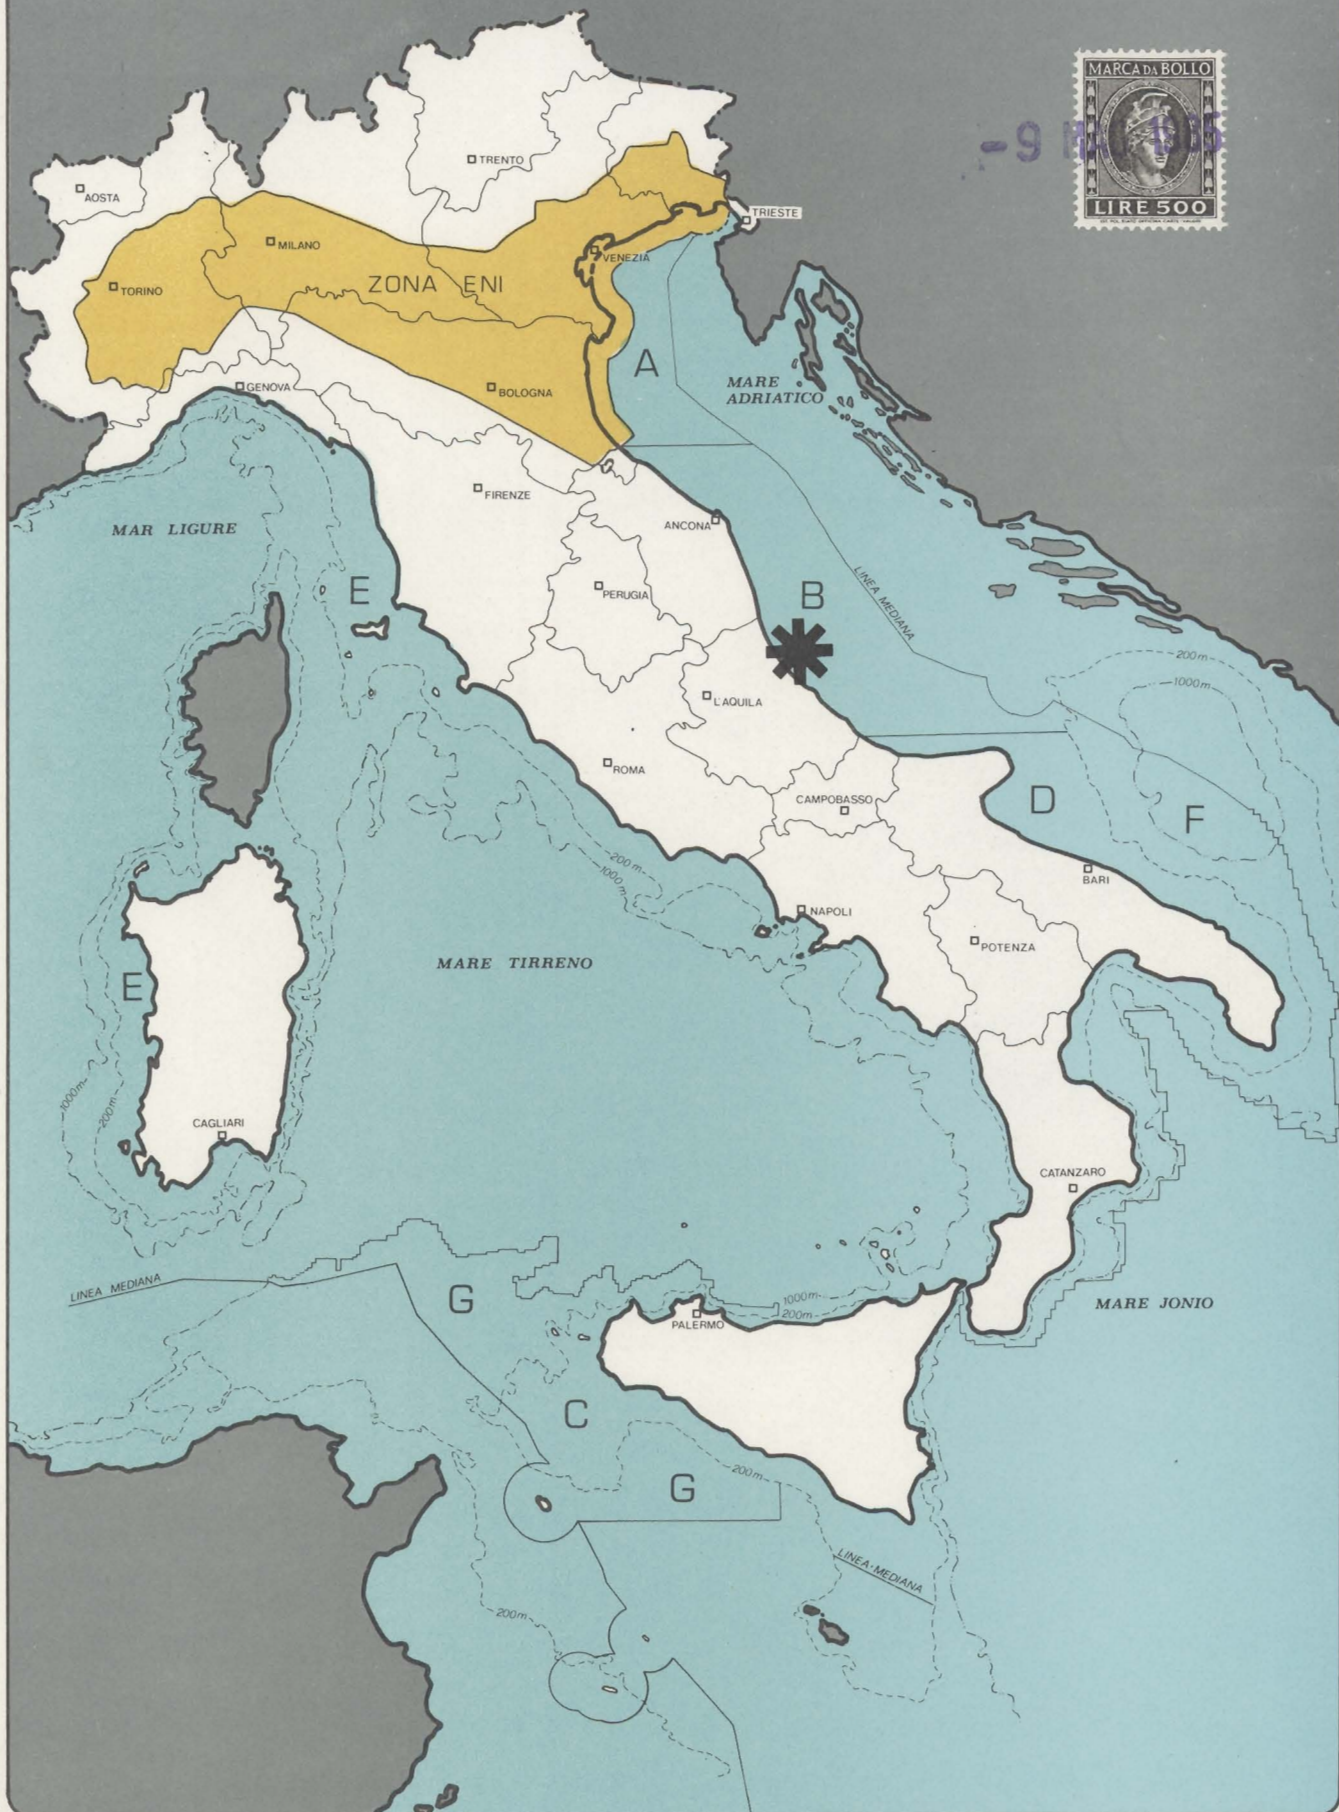 MARCA DA BOLLO
-9 1985
LIRE 500
TRENTO
AOSTA
TRIESTE
MILANO
VENEZIA
ZONA ENI
TORINO
A
MARE
ADRIATICO
GENOVA
BOLOGNA
FIRENZE
MAR LIGURE
ANCONA
E
LINEA MEDIANA
PERUGIA
B
200m
1000m
L'AQUILA
ROMA
CAMPOBASSO
D
F
200m
1000m
BARI
NAPOLI
POTENZA
MARE TIRRENO
E
1000m
200m
CAGLIARI
CATANZARO
LINEA MEDIANA
G
1000m
200m
MARE JONIO
PALERMO
C
200m
G
LINEA MEDIANA
200m